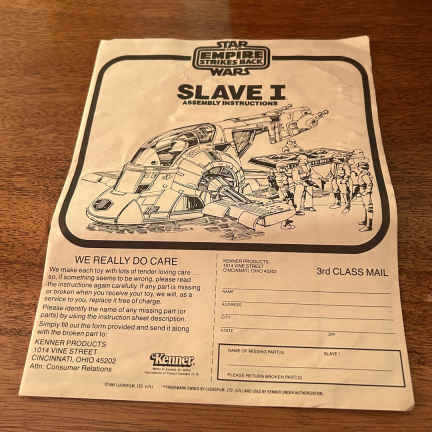 STAR
THE EMPIRE
STRIKES BACK
WARS
SLAVE I
ASSEMBLY INSTRUCTIONS
WE REALLY DO CARE
We make each toy with lots of tender loving care
so, if something seems to be wrong, please read
the instructions again carefully. If any part is missing
or broken when you receive your toy, we will, as a
service to you, replace it free of charge.
Please identify the name of any missing part (or
parts) by using the instruction sheet description.
Simply fill out the form provided and send it along
with the broken part to:
KENNER PRODUCTS
1014 VINE STREET
CINCINNATI, OHIO 45202
Attn: Consumer Relations
Kenner
KENNER PRODUCTS
1014 VINE STREET
CINCINNATI, OHIO 45202
3rd CLASS MAIL
NAME
ADDRESS
CITY
STATE
ZIP
NAME OF MISSING PART(S)
SLAVE I
PLEASE RETURN BROKEN PART(S)